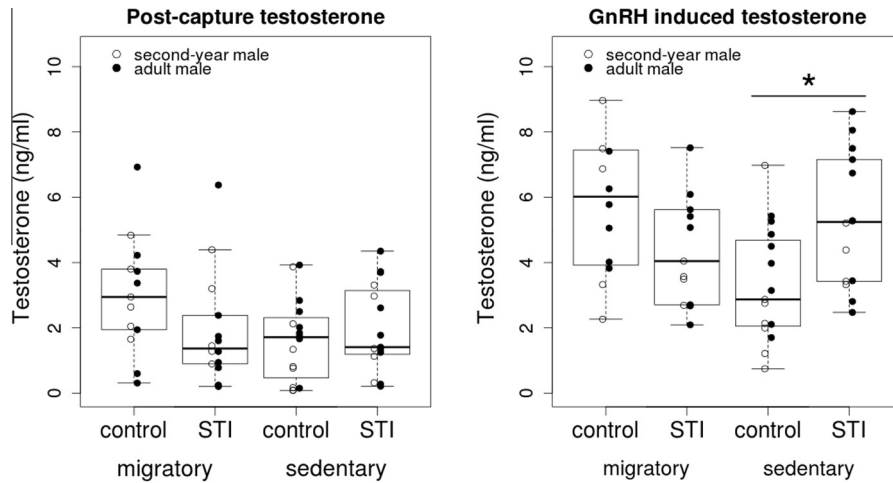 Post-capture testosterone
second-year male
adult male
Testosterone (ng/ml)
10
8
6
4
2
0
control STI control STI
migratory sedentary
GnRH induced testosterone
second-year male
adult male
*
Testosterone (ng/ml)
10
8
6
4
2
0
control STI control STI
migratory sedentary